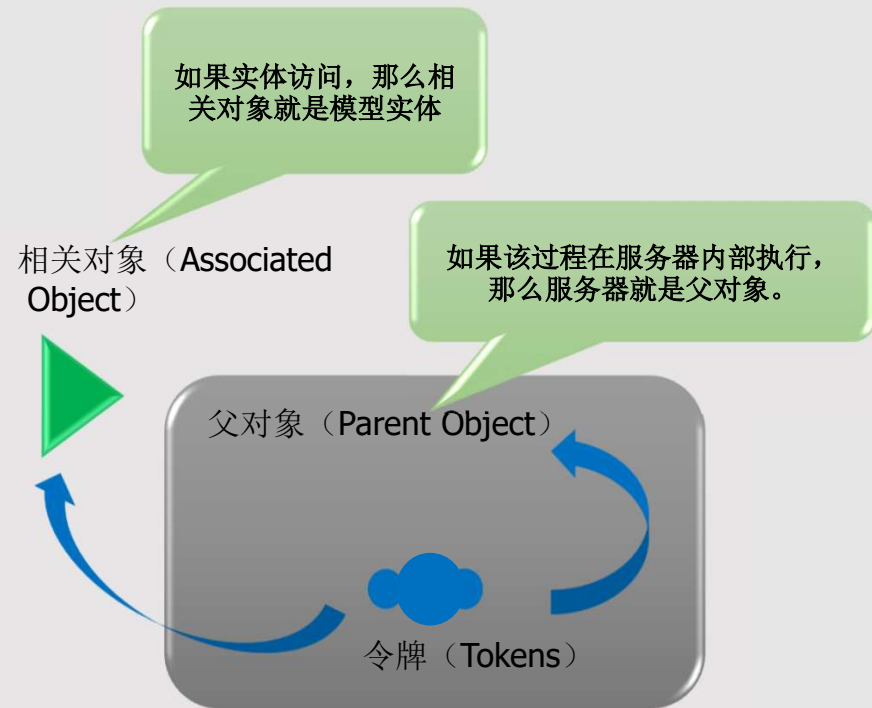 如果实体访问，那么相
关对象就是模型实体
相关对象（Associated
Object）
如果该过程在服务器内部执行，
那么服务器就是父对象。
父对象（Parent Object）
令牌（Tokens）